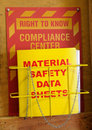 RIGHT TO KNOW
COMPLIANCE
CENTER
MATERIAL
SAFETY
DATA
SHEETS